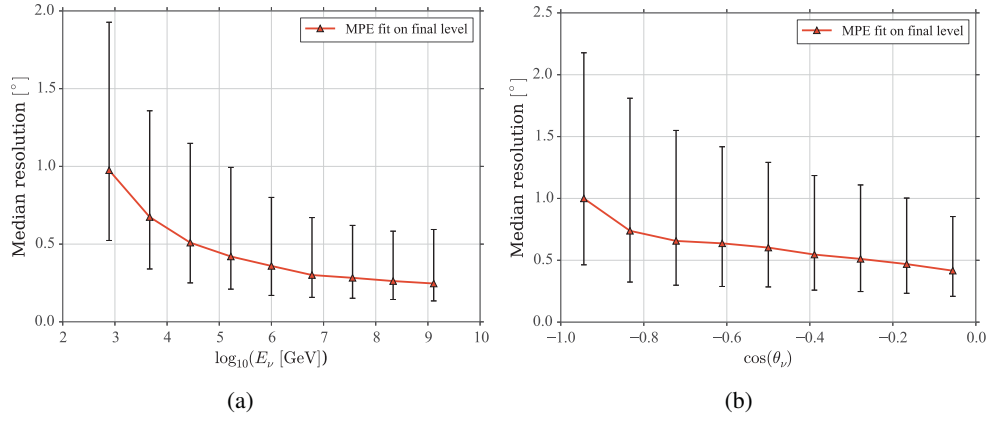 MPE fit on final level
Median resolution [°]
2.0
1.5
1.0
0.5
0.0
2 3 4 5 6 7 8 9 10
log₁₀(Eν [GeV])
(a)
MPE fit on final level
Median resolution [°]
2.5
2.0
1.5
1.0
0.5
0.0
−1.0 −0.8 −0.6 −0.4 −0.2 0.0
cos(θν)
(b)